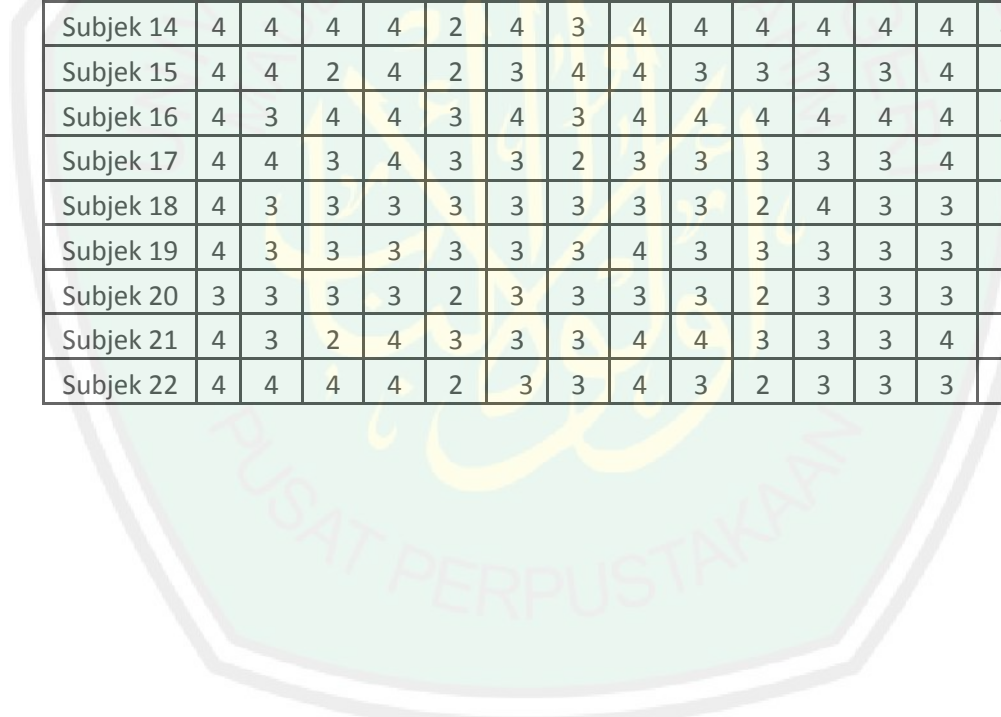 Subjek 14 4 4 4 4 2 4 3 4 4 4 4 4 4
Subjek 15 4 4 2 4 2 3 4 4 3 3 3 3 4
Subjek 16 4 3 4 4 3 4 3 4 4 4 4 4 4
Subjek 17 4 4 3 4 3 3 2 3 3 3 3 3 4
Subjek 18 4 3 3 3 3 3 3 3 3 2 4 3 3
Subjek 19 4 3 3 3 3 3 3 4 3 3 3 3 3
Subjek 20 3 3 3 3 2 3 3 3 3 2 3 3 3
Subjek 21 4 3 2 4 3 3 3 4 4 3 3 3 4
Subjek 22 4 4 4 4 2 3 3 4 3 2 3 3 3
PUSAT PERPUSTAKAAN